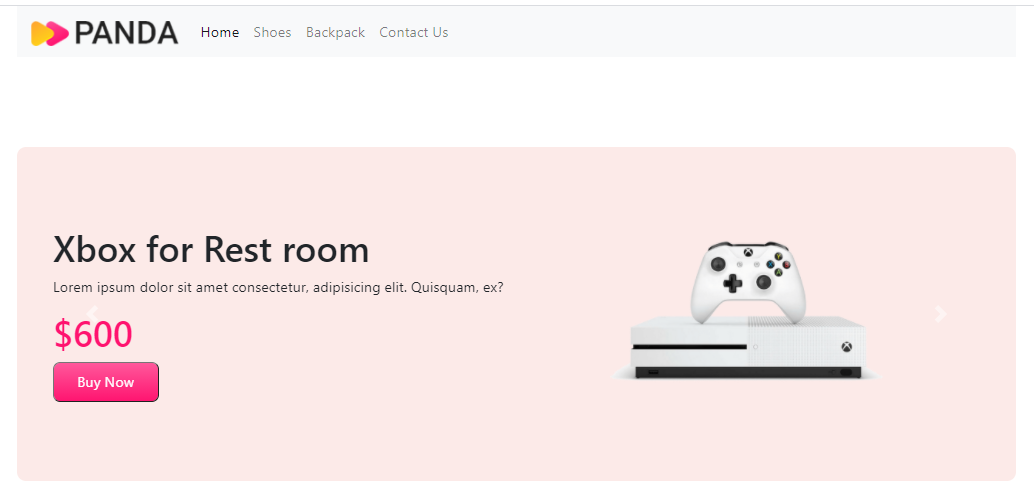 PANDA Home Shoes Backpack Contact Us
Xbox for Rest room
Lorem ipsum dolor sit amet consectetur, adipisicing elit. Quisquam, ex?
$600
Buy Now